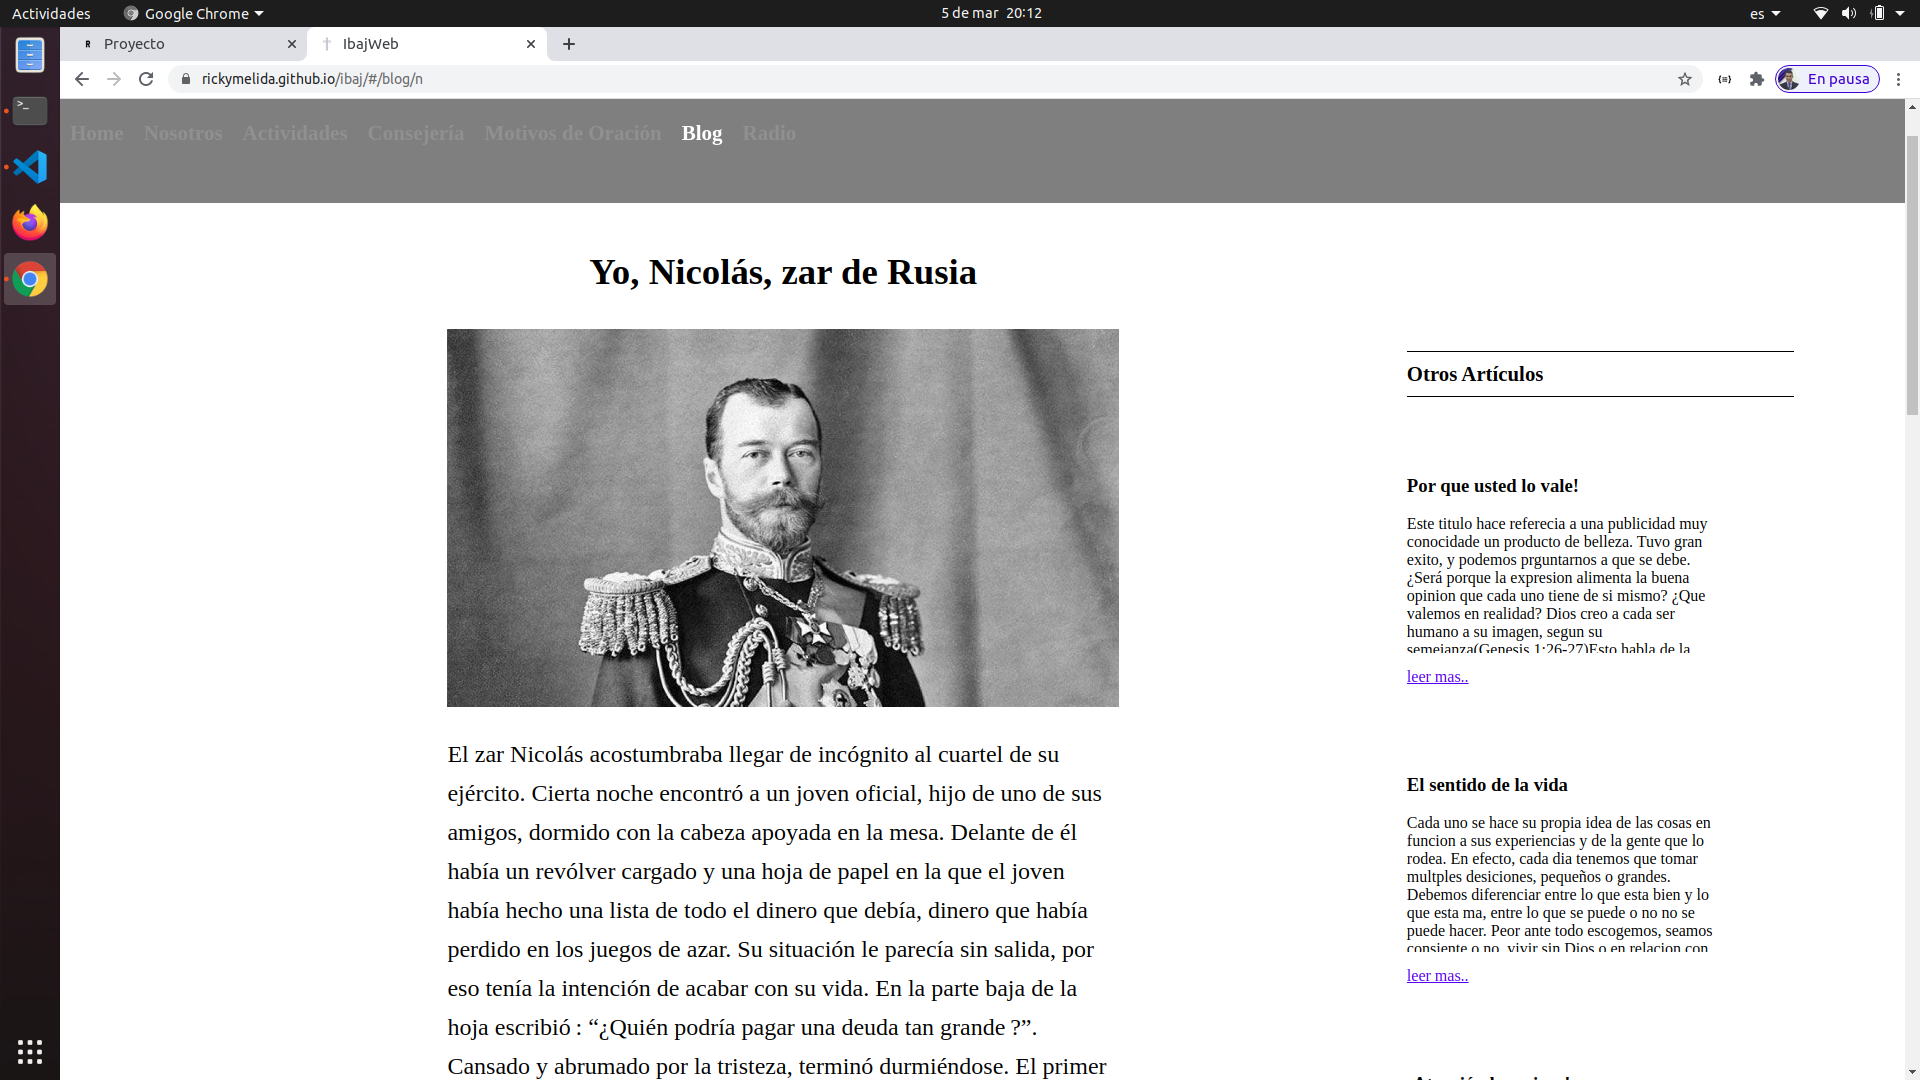 Actividades Google Chrome 5 de mar 20:12 es
Proyecto IbajWeb
rickymelida.github.io/ibaj/#/blog/n En pausa
Home Nosotros Actividades Consejería Motivos de Oración Blog Radio
Yo, Nicolás, zar de Rusia
El zar Nicolás acostumbraba llegar de incógnito al cuartel de su
ejército. Cierta noche encontró a un joven oficial, hijo de uno de sus
amigos, dormido con la cabeza apoyada en la mesa. Delante de él
había un revólver cargado y una hoja de papel en la que el joven
había hecho una lista de todo el dinero que debía, dinero que había
perdido en los juegos de azar. Su situación le parecía sin salida, por
eso tenía la intención de acabar con su vida. En la parte baja de la
hoja escribió : “¿Quién podría pagar una deuda tan grande ?”.
Cansado y abrumado por la tristeza, terminó durmiéndose. El primer
Otros Artículos
Por que usted lo vale!
Este titulo hace referecia a una publicidad muy
conocidade un producto de belleza. Tuvo gran
exito, y podemos prguntarnos a que se debe.
¿Será porque la expresion alimenta la buena
opinion que cada uno tiene de si mismo? ¿Que
valemos en realidad? Dios creo a cada ser
humano a su imagen, segun su
semejanza(Genesis 1:26-27)Esto habla de la
leer mas..
El sentido de la vida
Cada uno se hace su propia idea de las cosas en
funcion a sus experiencias y de la gente que lo
rodea. En efecto, cada dia tenemos que tomar
multples desiciones, pequeños o grandes.
Debemos diferenciar entre lo que esta bien y lo
que esta ma, entre lo que se puede o no no se
puede hacer. Peor ante todo escogemos, seamos
consiente o no, vivir sin Dios o en relacion con
leer mas..